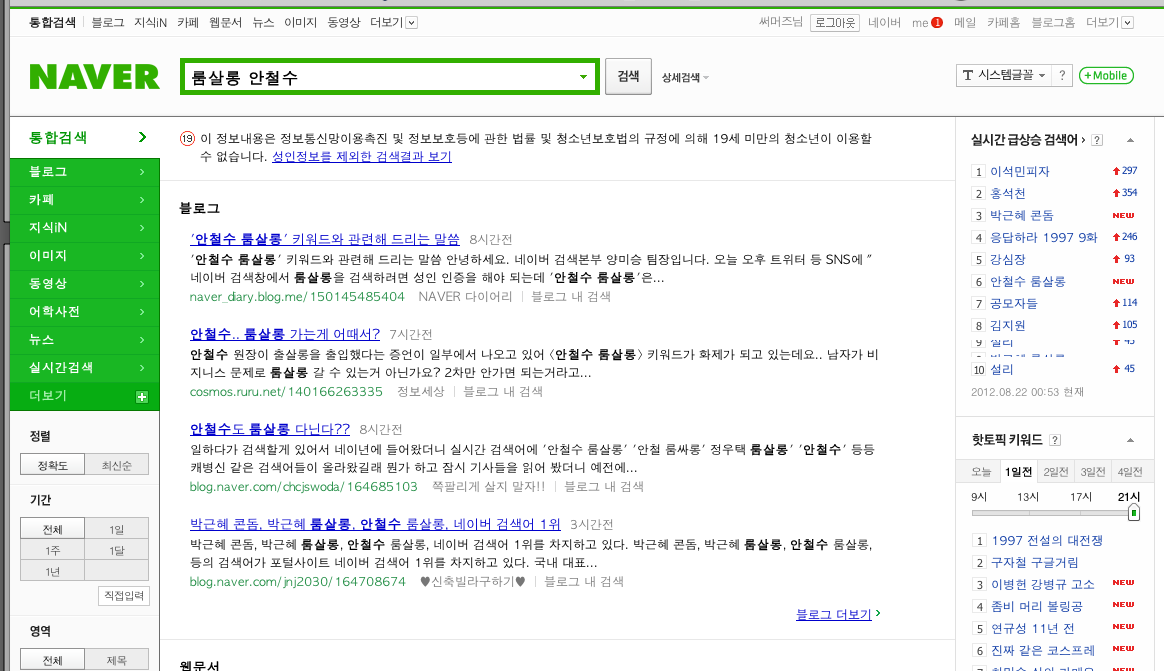 통합검색 블로그 지식iN 카페 웹문서 뉴스 이미지 동영상 더보기
써머즈님 로그아웃 네이버 me 1 메일 카페홈 블로그홈 더보기
NAVER
룸살롱 안철수
검색 상세검색
T 시스템글꼴 ?
+Mobile
통합검색
블로그
카페
지식iN
이미지
동영상
어학사전
뉴스
실시간검색
더보기
정렬
정확도 최신순
기간
전체 1일
1주 1달
1년
직접입력
영역
전체 제목
19 이 정보내용은 정보통신망이용촉진 및 정보보호등에 관한 법률 및 청소년보호법의 규정에 의해 19세 미만의 청소년이 이용할
수 없습니다. 성인정보를 제외한 검색결과 보기
블로그
'안철수 룸살롱' 키워드와 관련해 드리는 말씀 8시간전
'안철수 룸살롱' 키워드와 관련해 드리는 말씀 안녕하세요. 네이버 검색본부 양미승 팀장입니다. 오늘 오후 트위터 등 SNS에 "
네이버 검색창에서 룸살롱을 검색하려면 성인 인증을 해야 되는데 '안철수 룸살롱'은...
naver_diary.blog.me/150145485404 NAVER 다이어리 | 블로그 내 검색
안철수.. 룸살롱 가는게 어때서? 7시간전
안철수 원장이 출살롱을 출입했다는 증언이 일부에서 나오고 있어 <안철수 룸살롱> 키워드가 화제가 되고 있는데요.. 남자가 비
지니스 문제로 룸살롱 갈 수 있는거 아닌가요? 2차만 안가면 되는거라고...
cosmos.ruru.net/140166263335 정보세상 | 블로그 내 검색
안철수도 룸살롱 다닌다?? 8시간전
일하다가 검색할게 있어서 네이넌에 들어왔더니 실시간 검색어에 '안철수 룸살롱' '안철 룸싸롱' 정우택 룸살롱' '안철수' 등등
캐병신 같은 검색어들이 올라왔길래 뭔가 하고 잠시 기사들을 읽어 봤더니 예전에...
blog.naver.com/chcjswoda/164685103 쪽팔리게 살지 말자!! | 블로그 내 검색
박근혜 콘돔, 박근혜 룸살롱, 안철수 룸살롱, 네이버 검색어 1위 3시간전
박근혜 콘돔, 박근혜 룸살롱, 안철수 룸살롱, 네이버 검색어 1위를 차지하고 있다. 박근혜 콘돔, 박근혜 룸살롱, 안철수 룸살롱,
등의 검색어가 포털사이트 네이버 검색어 1위를 차지하고 있다. 국내 대표...
blog.naver.com/jnj2030/164708674 ♥신축빌라구하기♥ | 블로그 내 검색
블로그 더보기
웹문서
실시간 급상승 검색어 ?
1 이석민피자 297
2 홍석천 354
3 박근혜 콘돔 NEW
4 응답하라 1997 9화 246
5 강심장 93
6 안철수 룸살롱 NEW
7 공모자들 114
8 김지원 105
9 설리 45
10 설리 45
2012.08.22 00:53 현재
핫토픽 키워드 ?
오늘 1일전 2일전 3일전 4일전
9시 13시 17시 21시
1 1997 전설의 대전쟁
2 구자철 구글거림
3 이병헌 강병규 고소 NEW
4 좀비 머리 볼링공 NEW
5 연규성 11년 전 NEW
6 진짜 같은 코스프레 NEW